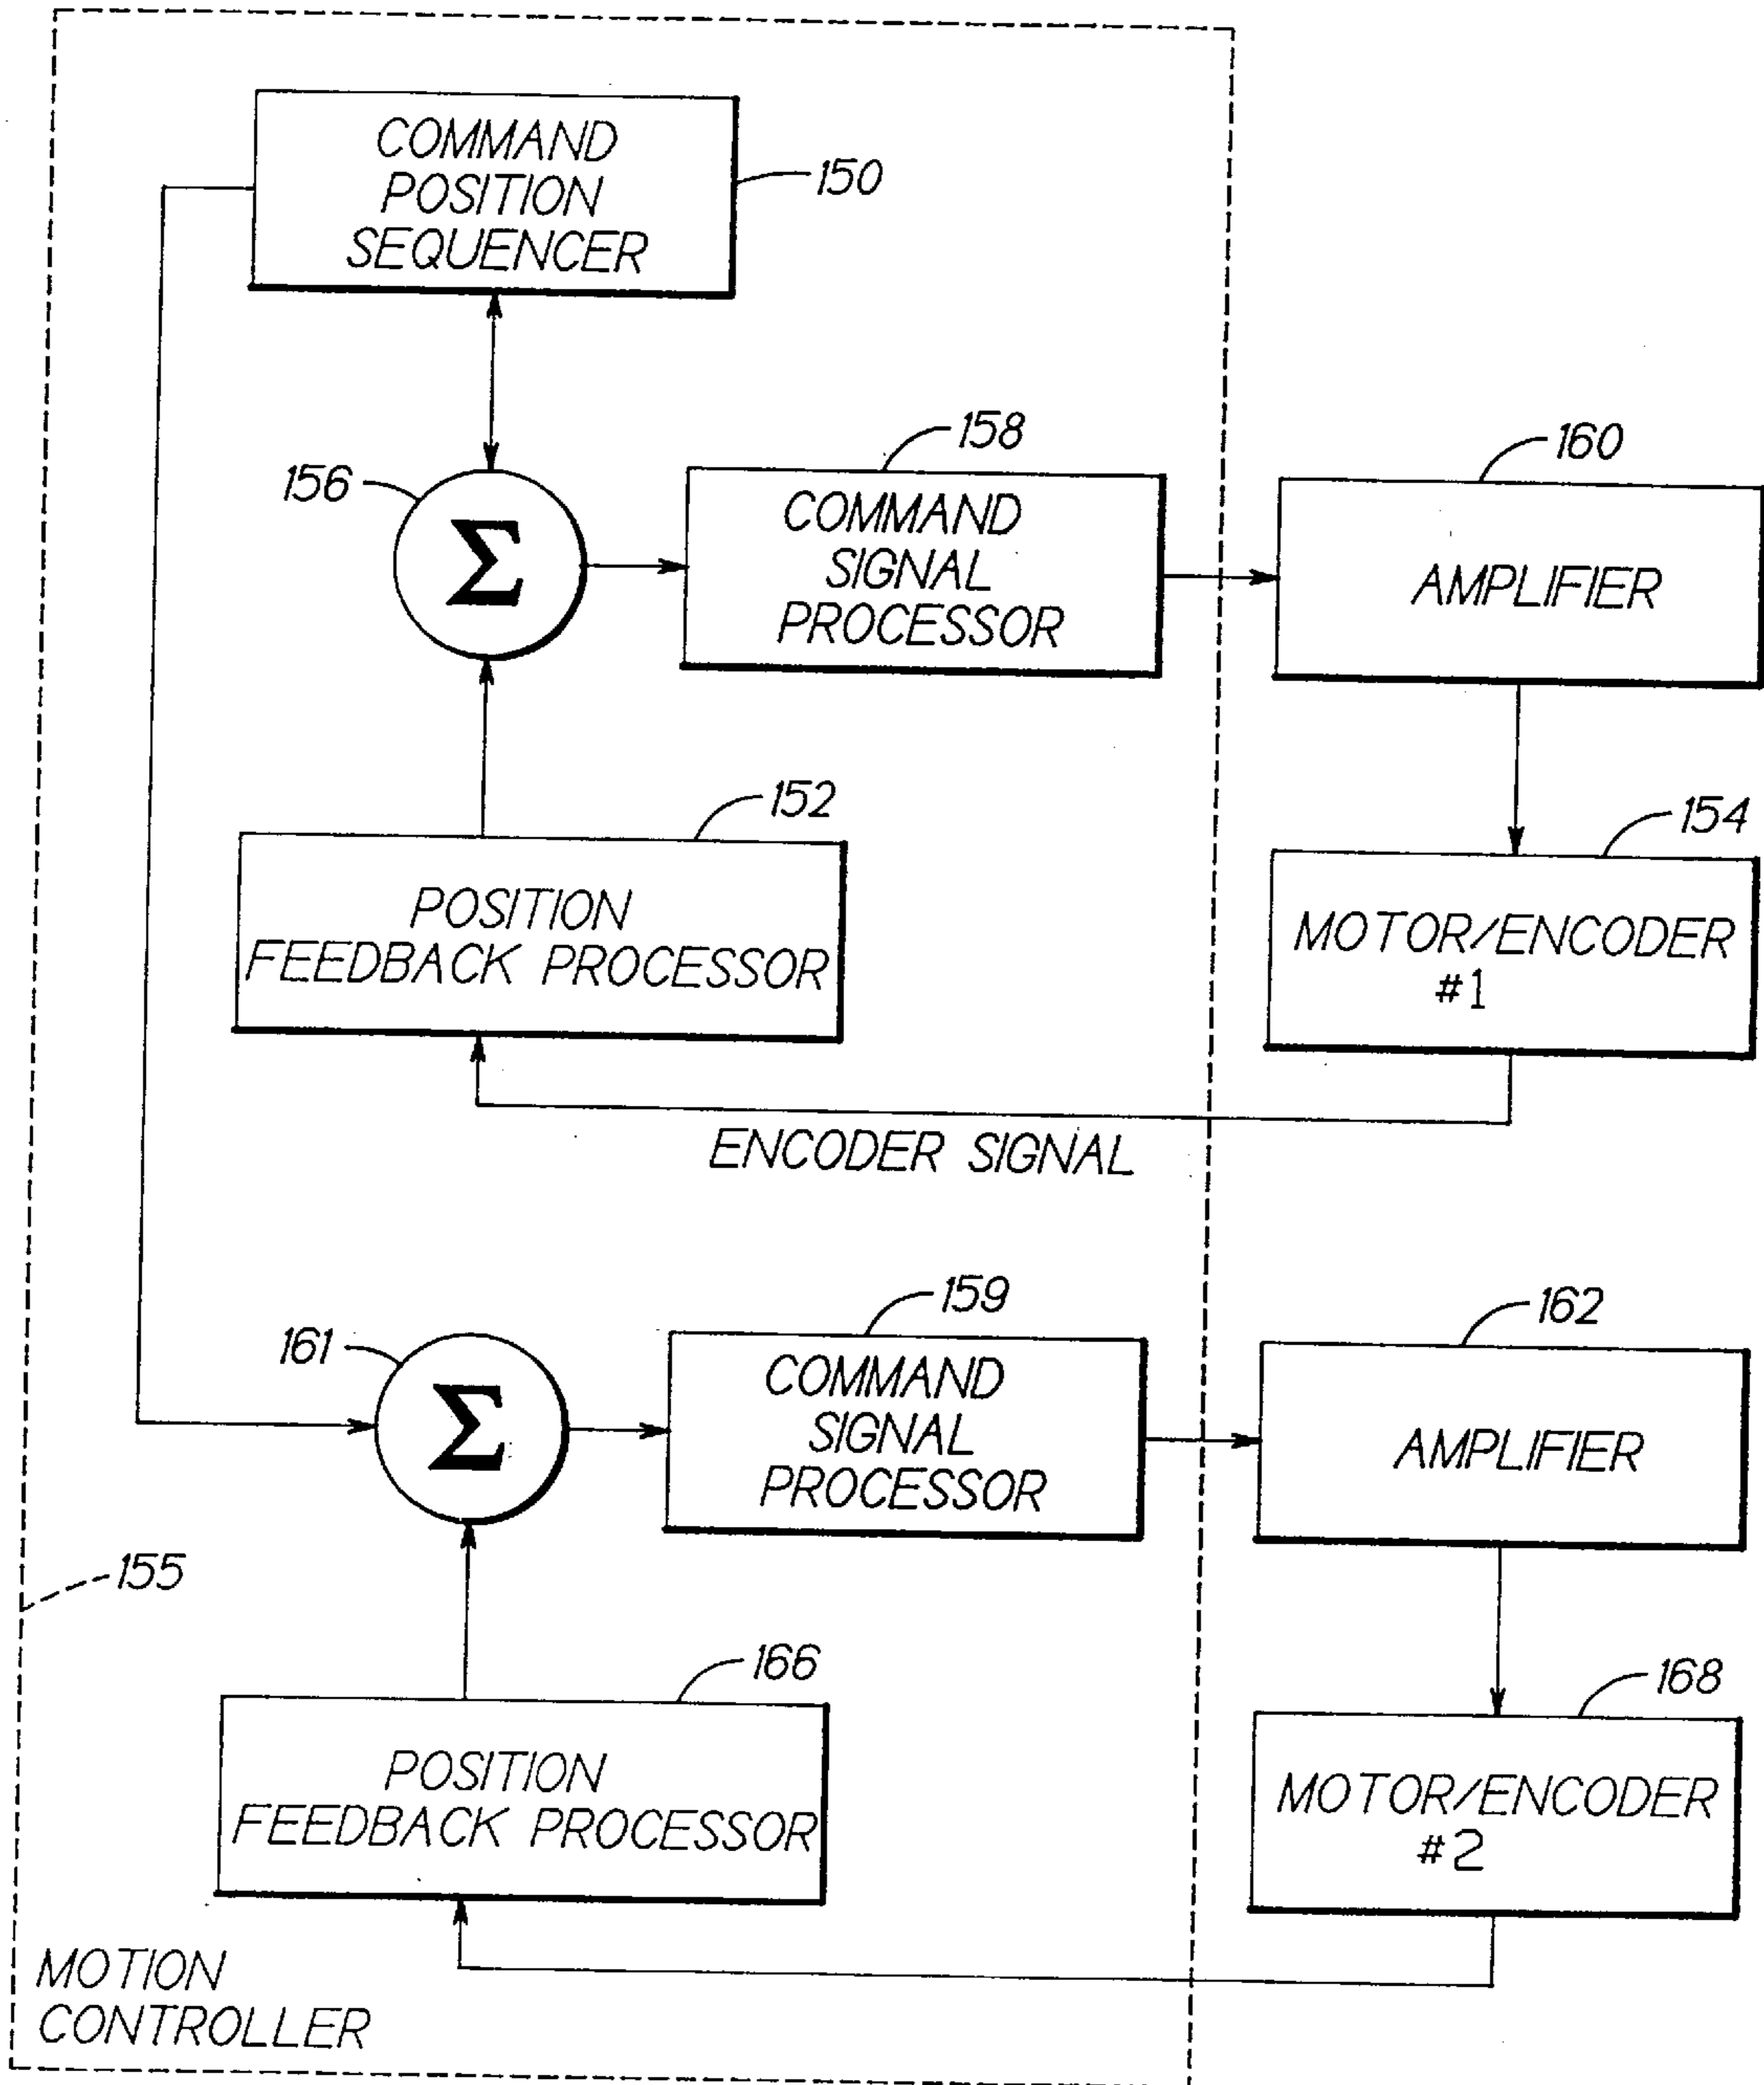 COMMAND
POSITION
SEQUENCER
150
156
Σ
158
COMMAND
SIGNAL
PROCESSOR
160
AMPLIFIER
152
POSITION
FEEDBACK PROCESSOR
154
MOTOR/ENCODER
#1
ENCODER SIGNAL
161
Σ
159
COMMAND
SIGNAL
PROCESSOR
162
AMPLIFIER
155
166
POSITION
FEEDBACK PROCESSOR
168
MOTOR/ENCODER
#2
MOTION
CONTROLLER